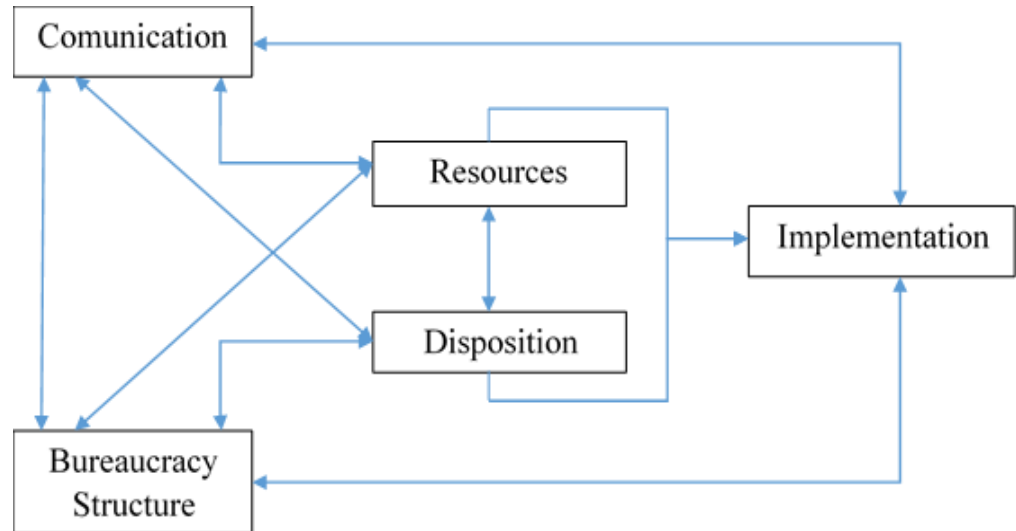 Comunication
Resources
Implementation
Disposition
Bureaucracy
Structure